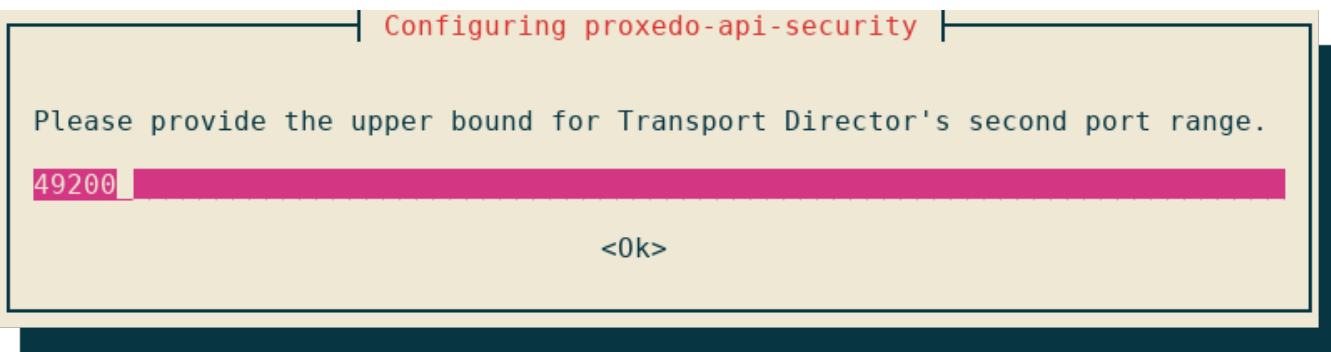 Configuring proxedo-api-security
Please provide the upper bound for Transport Director's second port range.
49200
<Ok>